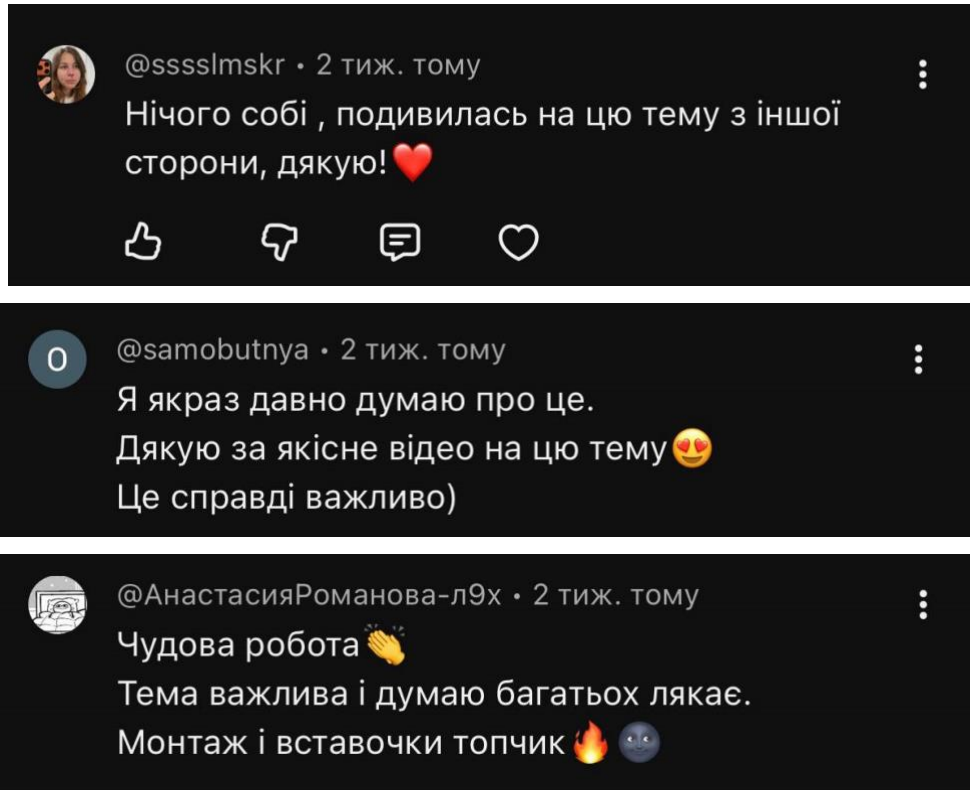 @sssslmskr • 2 тиж. тому
Нічого собі , подивилась на цю тему з іншої
сторони, дякую!❤️
O
@samobutnya • 2 тиж. тому
Я якраз давно думаю про це.
Дякую за якісне відео на цю тему😍
Це справді важливо)
@АнастасияРоманова-л9х • 2 тиж. тому
Чудова робота👏
Тема важлива і думаю багатьох лякає.
Монтаж і вставочки топчик🔥🌚